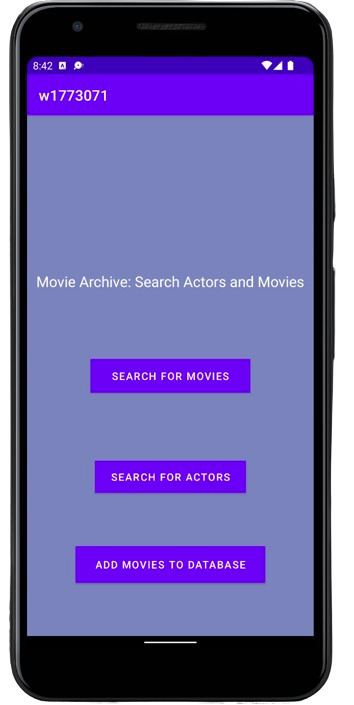 8:42
w1773071
Movie Archive: Search Actors and Movies
SEARCH FOR MOVIES
SEARCH FOR ACTORS
ADD MOVIES TO DATABASE